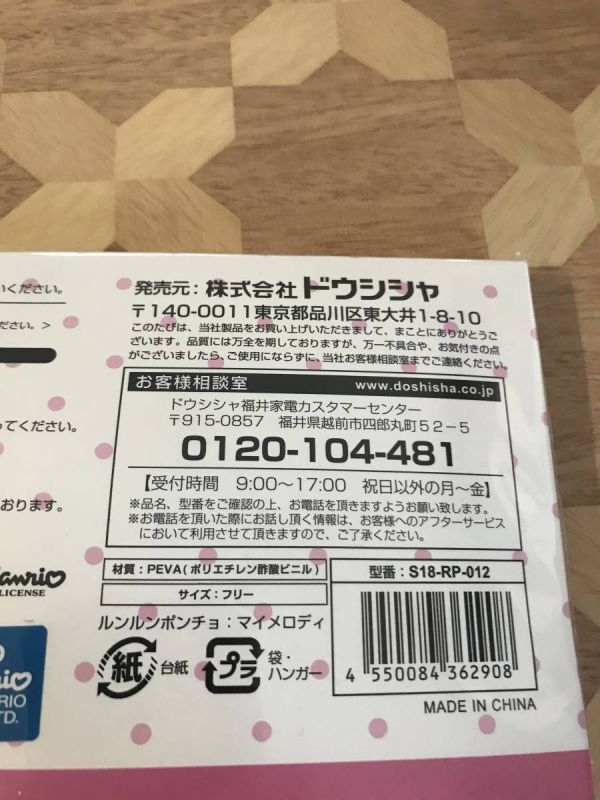 いください。
ださい。>
ってください。
おります。
Sanrio
LICENSE
発売元：株式会社ドウシシャ
〒140-0011東京都品川区東大井1-8-10
このたびは、当社製品をお買い上げいただきまして、まことにありがとうご
ざいます。品質には万全を期しておりますが、万一不具合や、お気付きの点
がございましたら、ご使用にならずに、当社お客様相談室までご連絡ください。
お客様相談室 www.doshisha.co.jp
ドウシシャ福井家電カスタマーセンター
〒915-0857 福井県越前市四郎丸町52-5
0120-104-481
【受付時間 9:00～17:00 祝日以外の月～金】
※品名、型番をご確認の上、お電話を頂きますようお願い致します。
※お電話を頂いた際にお話し頂く情報は、お客様へのアフターサービス
において利用させて頂きますので、ご了承ください。
材質：PEVA(ポリエチレン酢酸ビニル)
サイズ：フリー
ルンルンポンチョ：マイメロディ
紙 台紙
プラ 袋・
ハンガー
型番：S18-RP-012
4 550084 362908
MADE IN CHINA